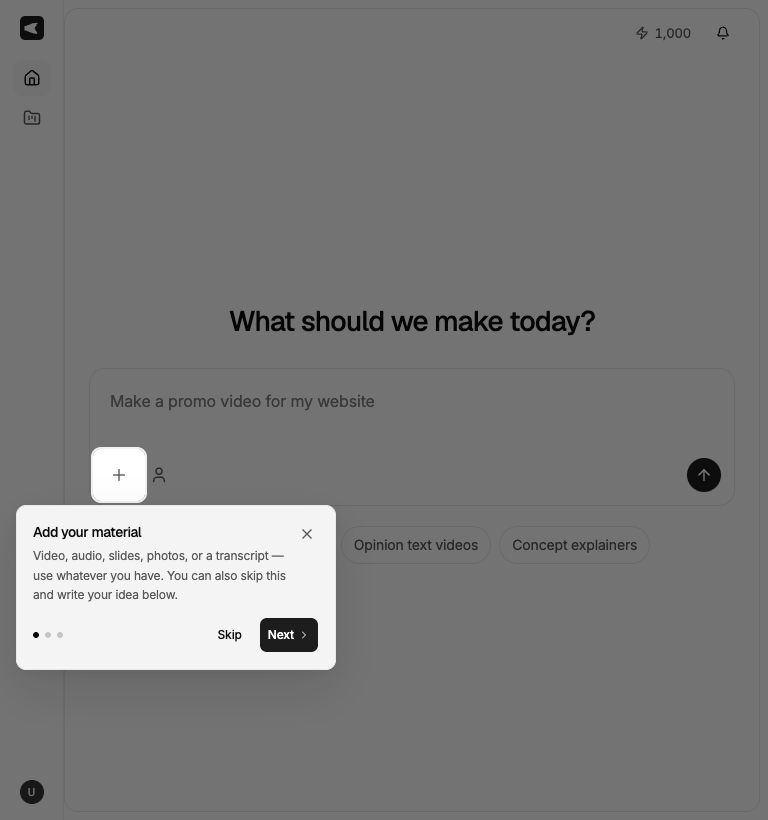 1,000
What should we make today?
Make a promo video for my website
Opinion text videos
Concept explainers
Add your material
Video, audio, slides, photos, or a transcript —
use whatever you have. You can also skip this
and write your idea below.
Skip
Next
U